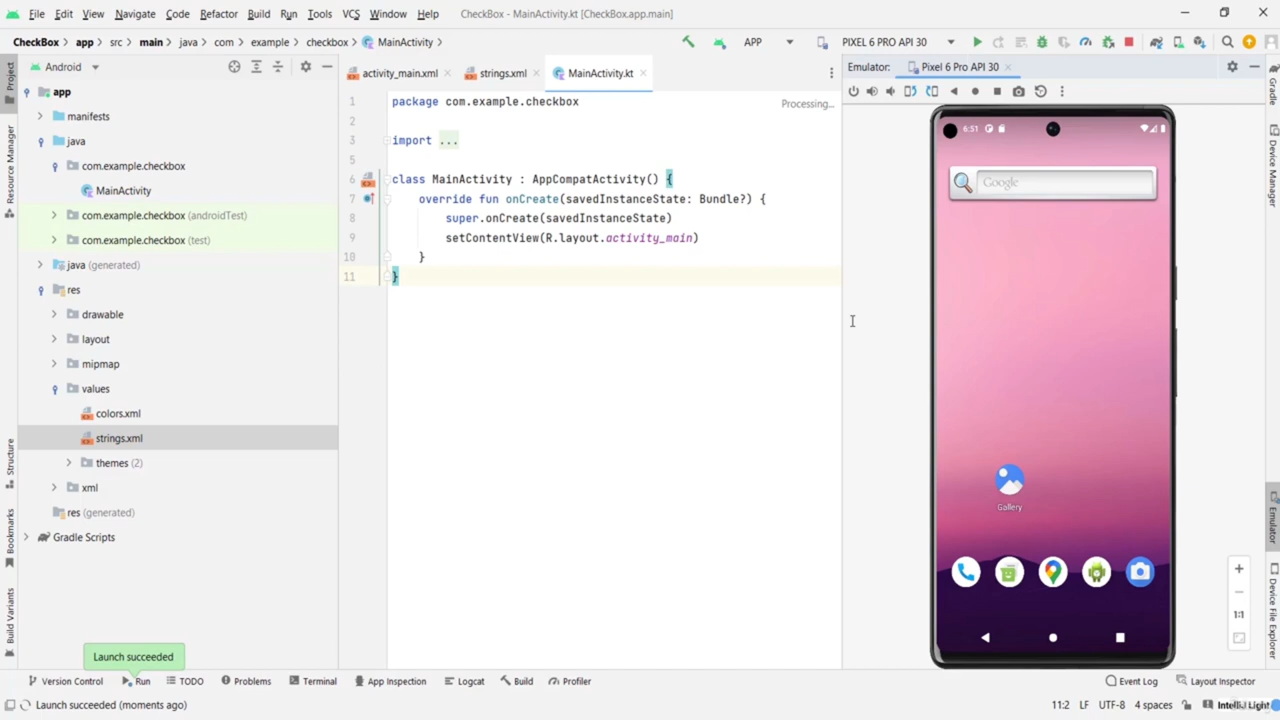 File Edit View Navigate Code Refactor Build Run Tools VCS Window Help CheckBox - MainActivity.kt [CheckBox.app.main]
CheckBox app src main java com example checkbox MainActivity APP PIXEL 6 PRO API 30
Project
Resource Manager
Structure
Bookmarks
Build Variants
Android
app
manifests
java
com.example.checkbox
MainActivity
com.example.checkbox (androidTest)
com.example.checkbox (test)
java (generated)
res
drawable
layout
mipmap
values
colors.xml
strings.xml
themes (2)
xml
res (generated)
Gradle Scripts
Launch succeeded
activity_main.xml strings.xml MainActivity.kt
Processing...
1 package com.example.checkbox
2
3 import ...
5
6 class MainActivity : AppCompatActivity() {
7 override fun onCreate(savedInstanceState: Bundle?) {
8 super.onCreate(savedInstanceState)
9 setContentView(R.layout.activity_main)
10 }
11 }
Emulator: Pixel 6 Pro API 30
6:51
Google
Gallery
1:1
Gradle
Device Manager
Emulator
Device File Explorer
Version Control Run TODO Problems Terminal App Inspection Logcat Build Profiler Event Log Layout Inspector
Launch succeeded (moments ago) 11:2 LF UTF-8 4 spaces IntelliJ Light